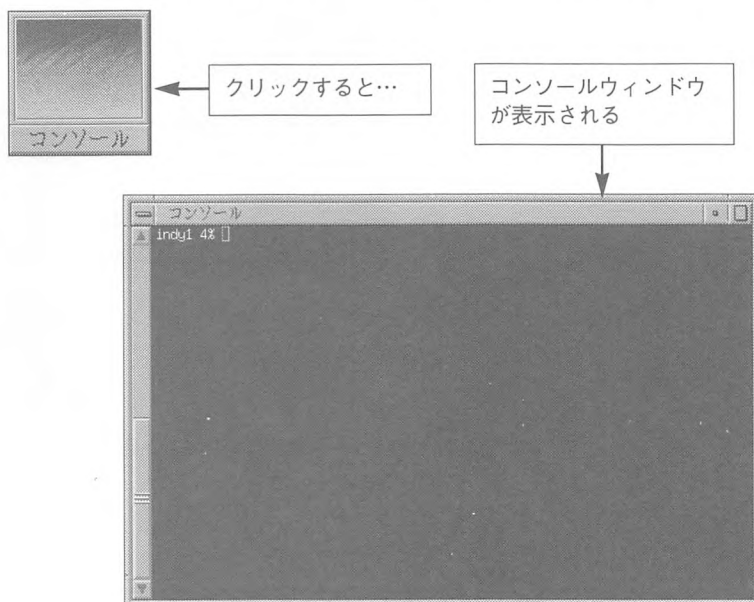 コンソール
クリックすると…
コンソールウィンドウ
が表示される
コンソール
indy1 4%